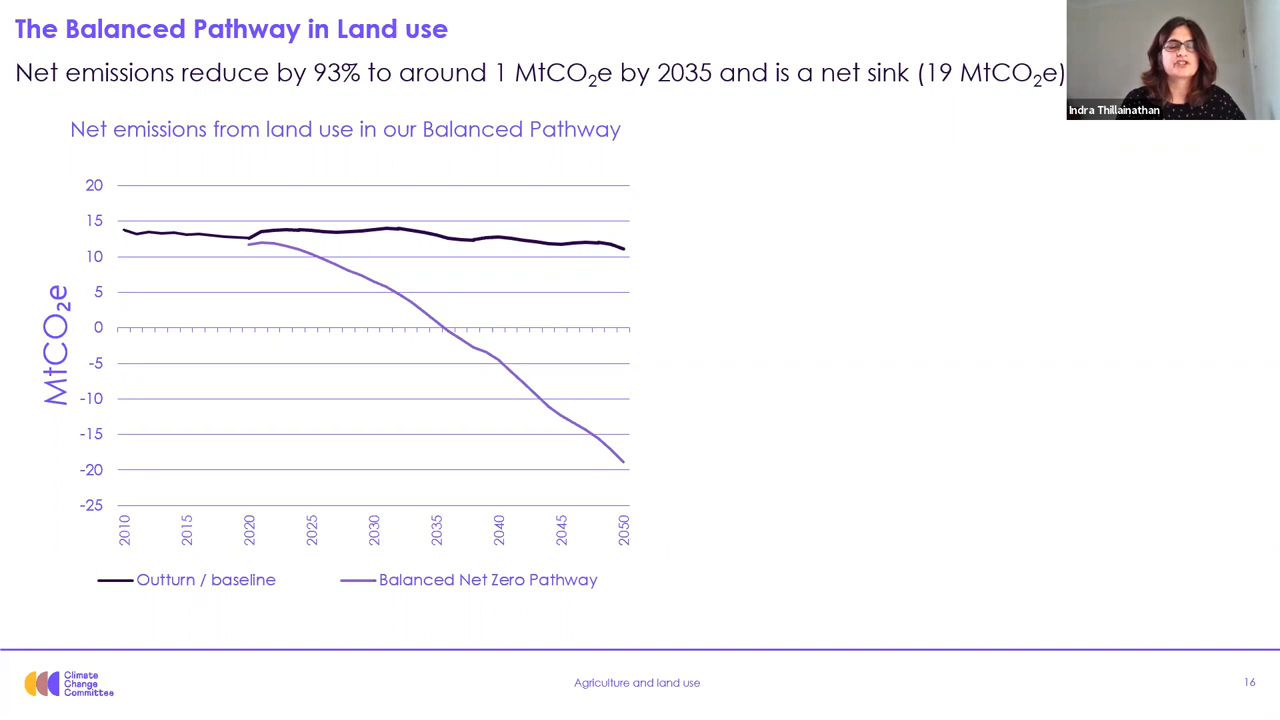 The Balanced Pathway in Land use
Net emissions reduce by 93% to around 1 MtCO₂e by 2035 and is a net sink (19 MtCO₂e)
Indra Thillainathan
Net emissions from land use in our Balanced Pathway
MtCO₂e
20
15
10
5
0
-5
-10
-15
-20
-25
2010
2015
2020
2025
2030
2035
2040
2045
2050
Outturn / baseline
Balanced Net Zero Pathway
Climate
Change
Committee
Agriculture and land use
16